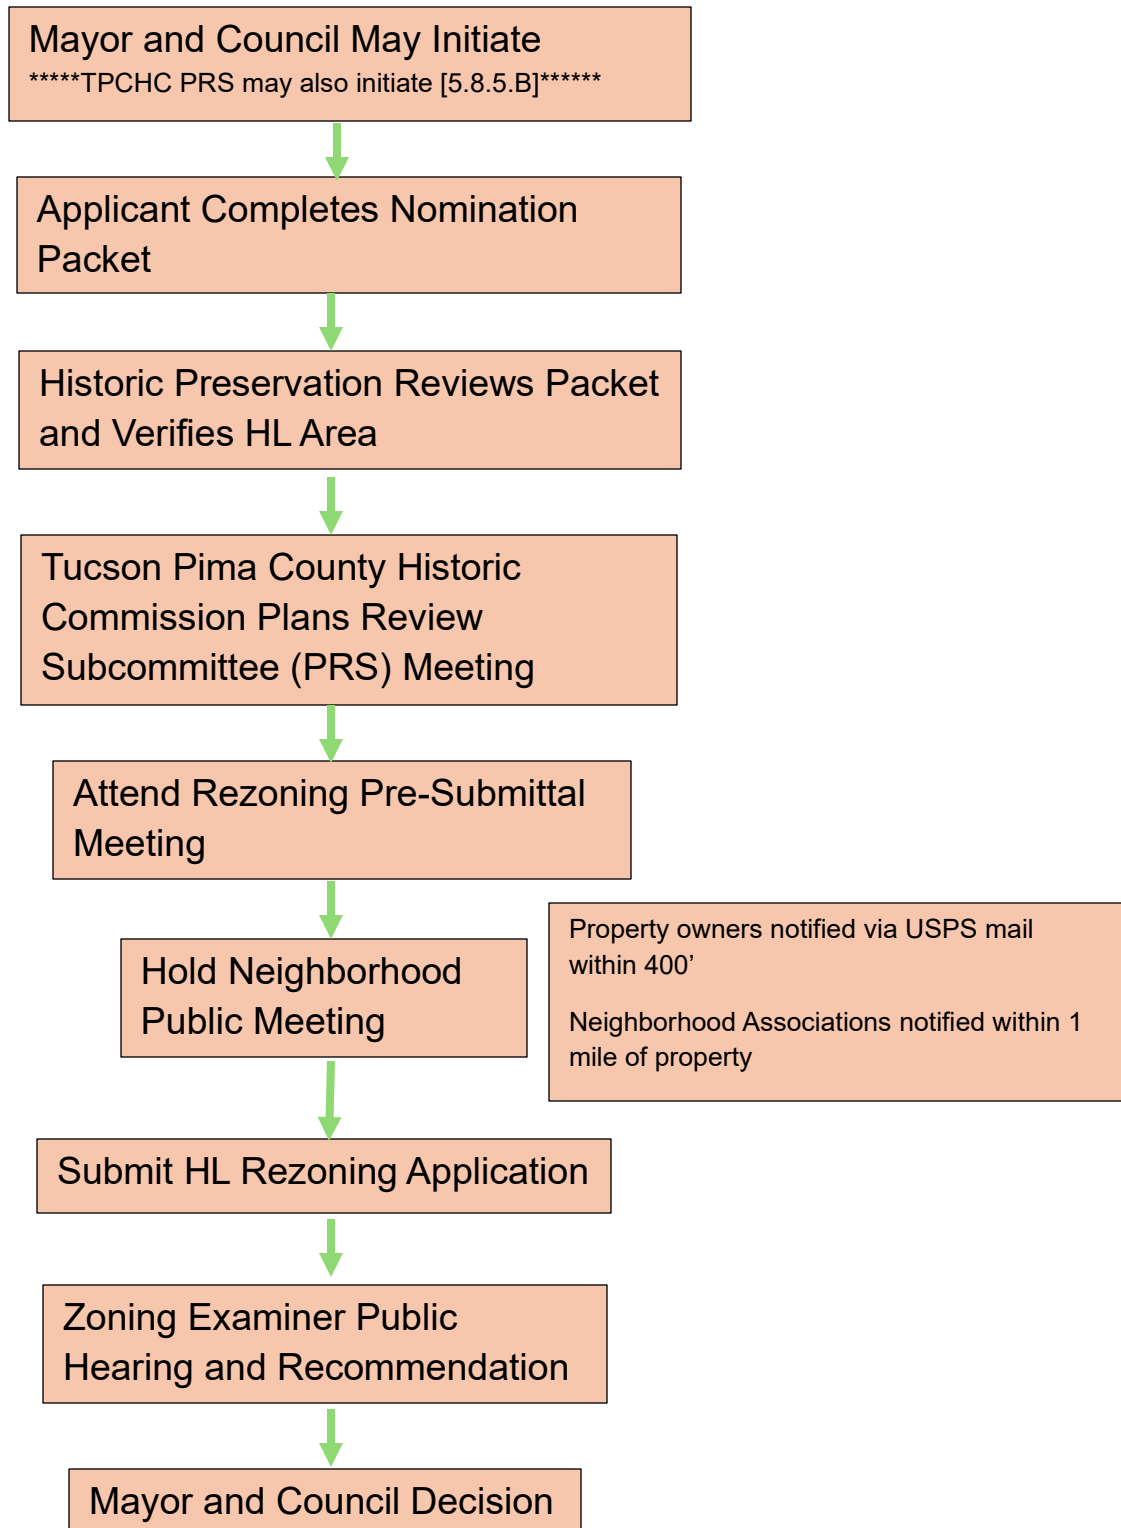 Mayor and Council May Initiate
*****TPCHC PRS may also initiate [5.8.5.B]******
Applicant Completes Nomination
Packet
Historic Preservation Reviews Packet
and Verifies HL Area
Tucson Pima County Historic
Commission Plans Review
Subcommittee (PRS) Meeting
Attend Rezoning Pre-Submittal
Meeting
Hold Neighborhood
Public Meeting
Property owners notified via USPS mail
within 400’
Neighborhood Associations notified within 1
mile of property
Submit HL Rezoning Application
Zoning Examiner Public
Hearing and Recommendation
Mayor and Council Decision